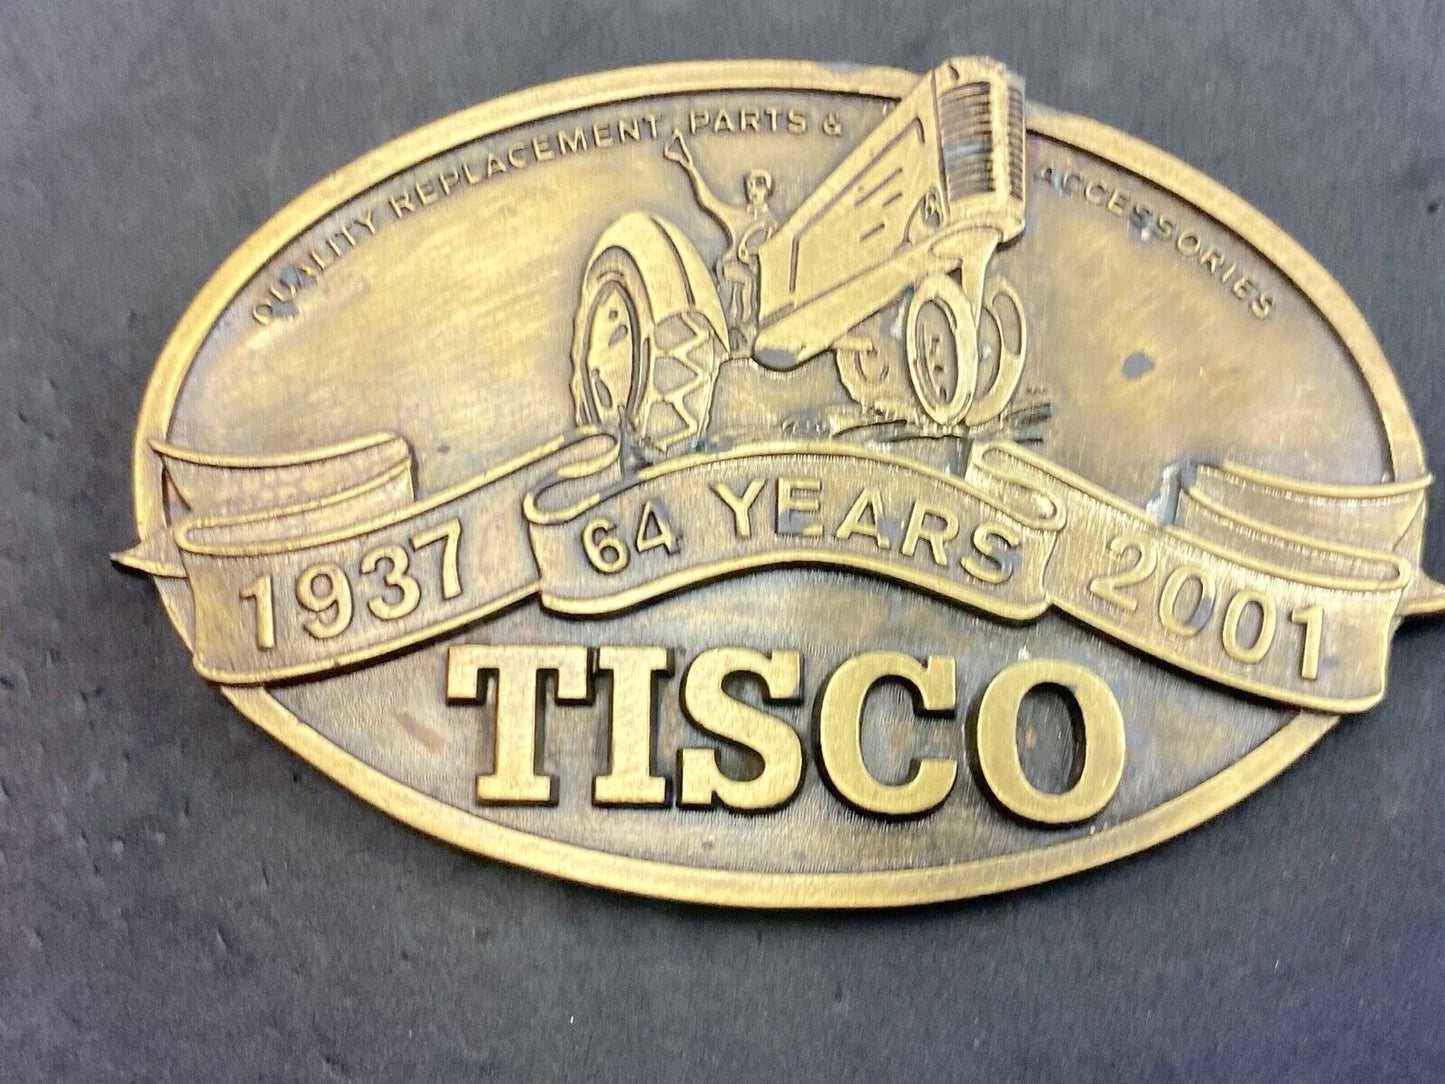 QUALITY REPLACEMENT PARTS & ACCESSORIES
1937 64 YEARS 2001
TISCO